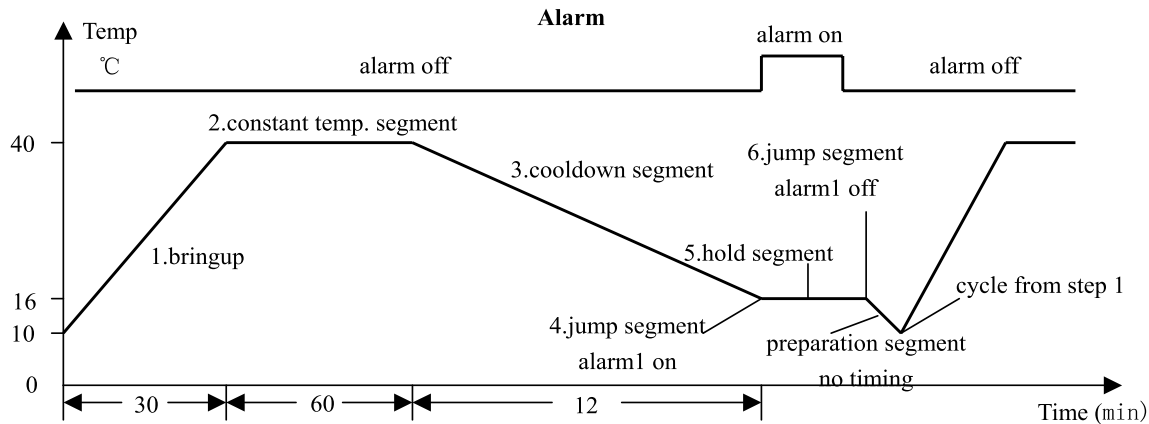 Alarm
Temp
℃
alarm off
alarm on
alarm off
2.constant temp. segment
40
6.jump segment
alarm1 off
3.cooldown segment
1.bringup
5.hold segment
cycle from step 1
16
10
4.jump segment
alarm1 on
preparation segment
no timing
0
30
60
12
Time (min)